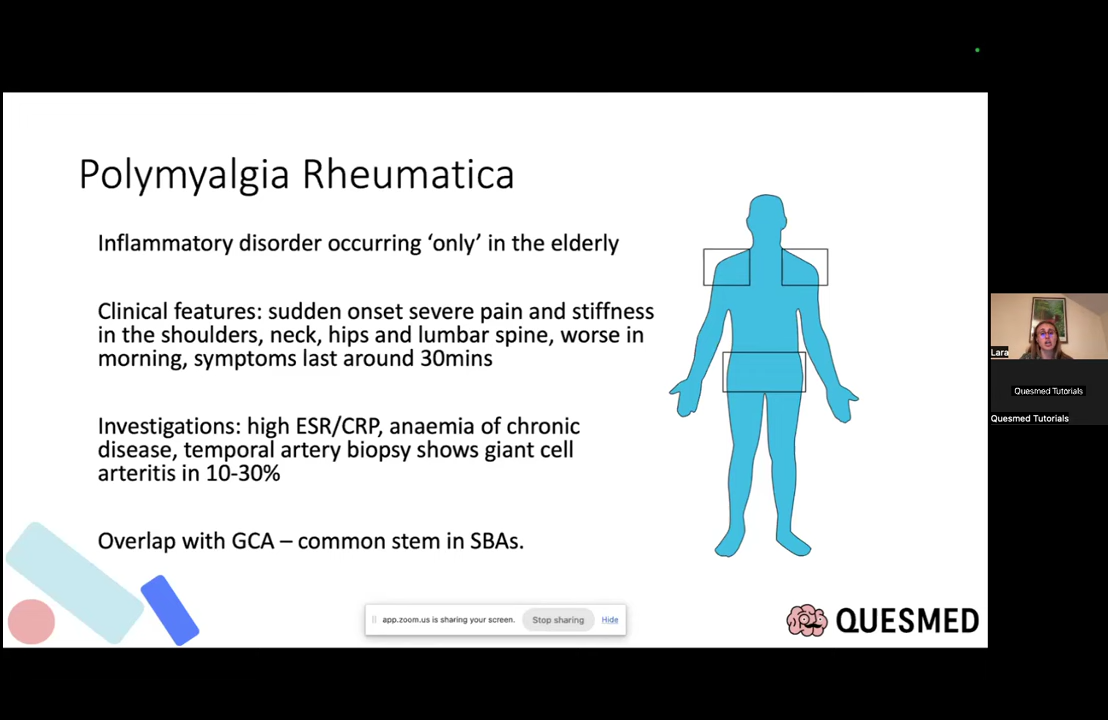 Polymyalgia Rheumatica
Inflammatory disorder occurring ‘only’ in the elderly
Clinical features: sudden onset severe pain and stiffness
in the shoulders, neck, hips and lumbar spine, worse in
morning, symptoms last around 30mins
Investigations: high ESR/CRP, anaemia of chronic
disease, temporal artery biopsy shows giant cell
arteritis in 10-30%
Overlap with GCA – common stem in SBAs.
app.zoom.us is sharing your screen. Stop sharing Hide
QUESMED
Lara
Quesmed Tutorials
Quesmed Tutorials